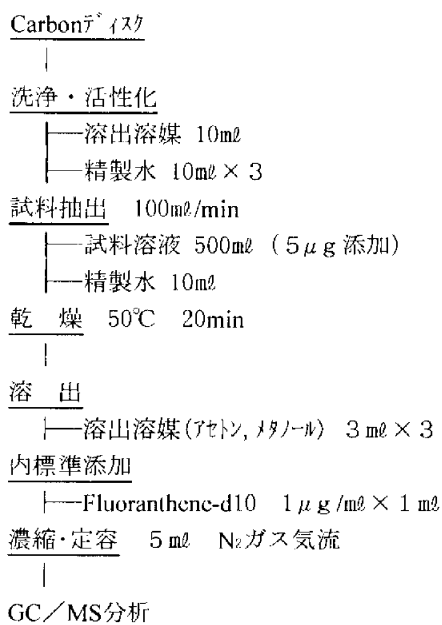 Carbonﾃﾞｨｽｸ
洗浄・活性化
溶出溶媒 10mℓ
精製水 10mℓ×3
試料抽出 100mℓ/min
試料溶液 500mℓ (5μg添加)
精製水 10mℓ
乾 燥 50℃ 20min
溶 出
溶出溶媒(ｱｾﾄﾝ,ﾒﾀﾉｰﾙ) 3mℓ×3
内標準添加
Fluoranthene-d10 1μg/mℓ×1mℓ
濃縮・定容 5mℓ N₂ガス気流
GC/MS分析